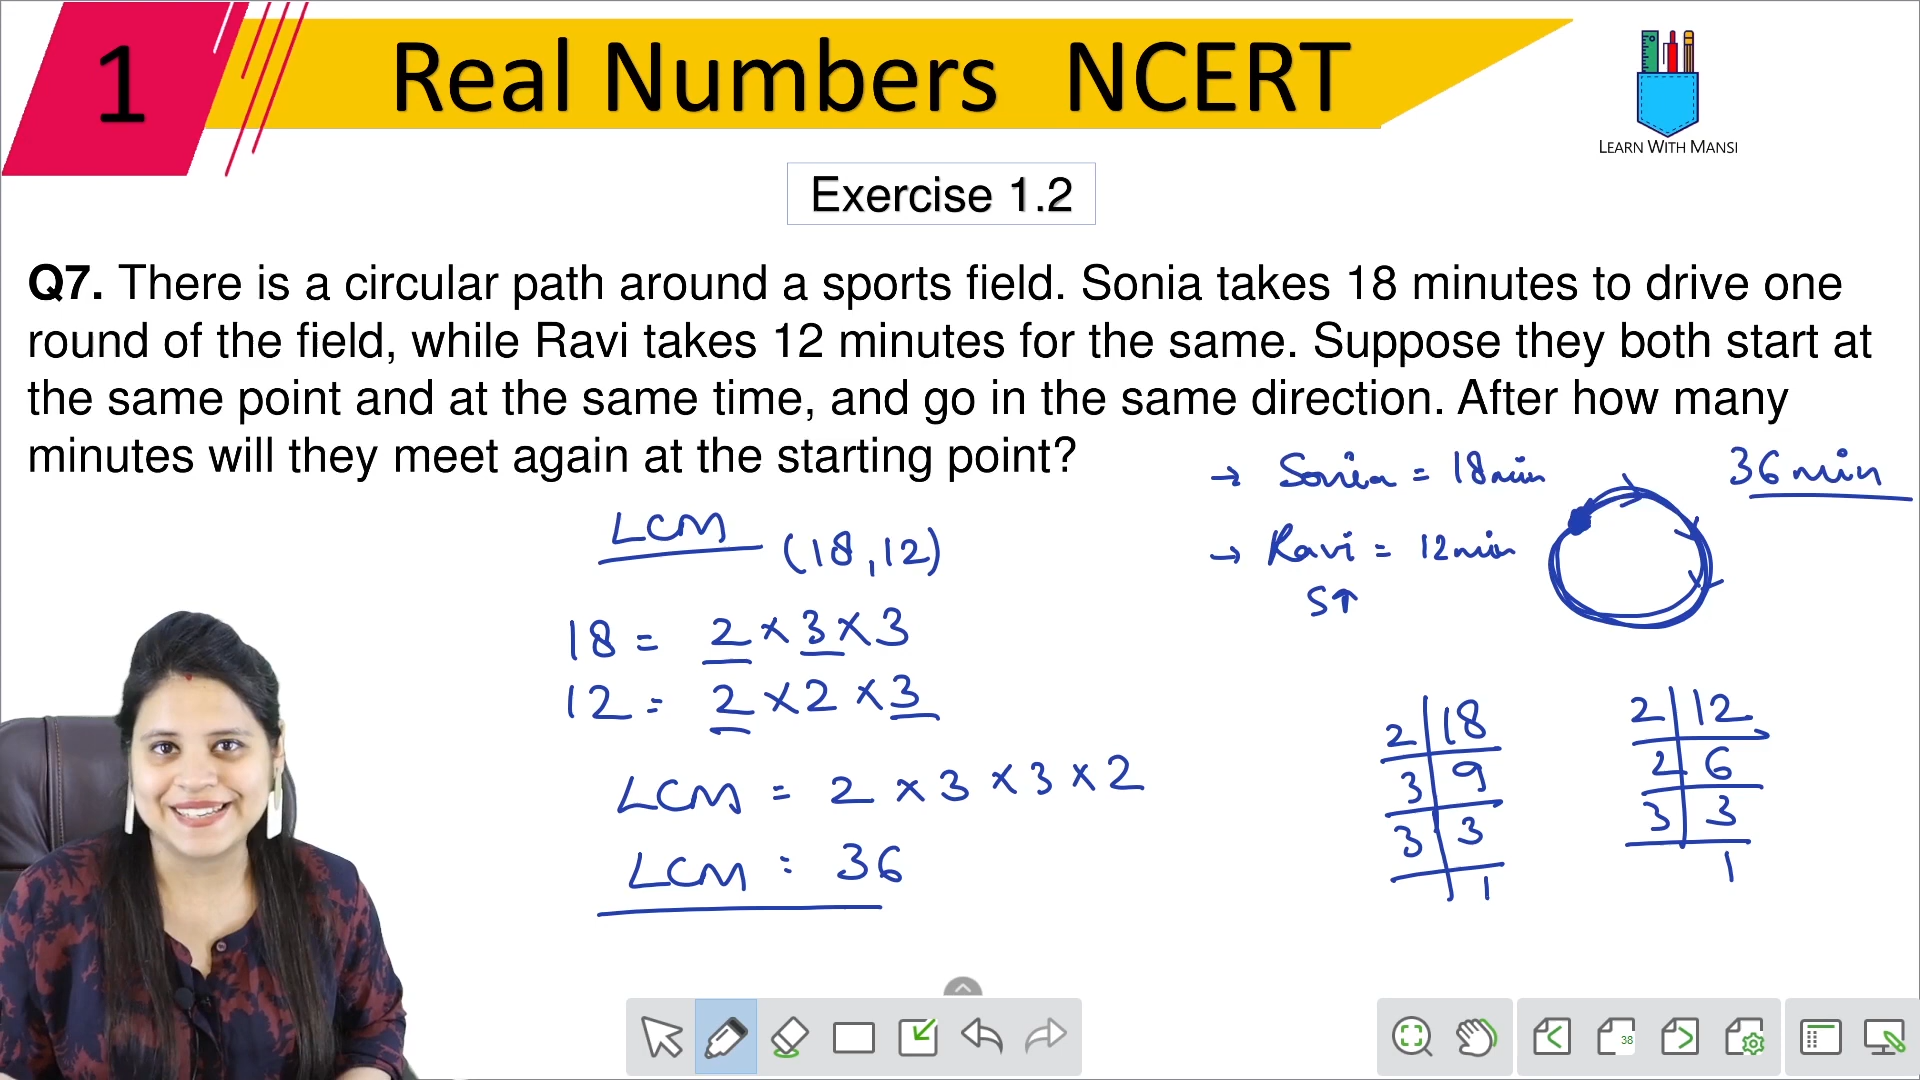 1
Real Numbers NCERT
LEARN WITH MANSI
Exercise 1.2
Q7. There is a circular path around a sports field. Sonia takes 18 minutes to drive one
round of the field, while Ravi takes 12 minutes for the same. Suppose they both start at
the same point and at the same time, and go in the same direction. After how many
minutes will they meet again at the starting point?
→ Sonia = 18min
36 min
→ Ravi = 12min
S↑
LCM (18,12)
18 = 2 × 3 × 3
12 = 2 × 2 × 3
LCM = 2 × 3 × 3 × 2
LCM = 36
2 | 18
3 | 9
3 | 3
1
2 | 12
2 | 6
3 | 3
1
38